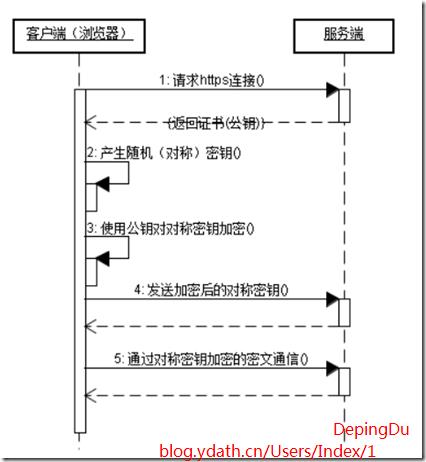 客户端（浏览器）
服务端
1: 请求https连接()
(返回证书(公钥))
2: 产生随机（对称）密钥()
3: 使用公钥对对称密钥加密()
4: 发送加密后的对称密钥()
5: 通过对称密钥加密的密文通信()
DepingDu
blog.ydath.cn/Users/Index/1